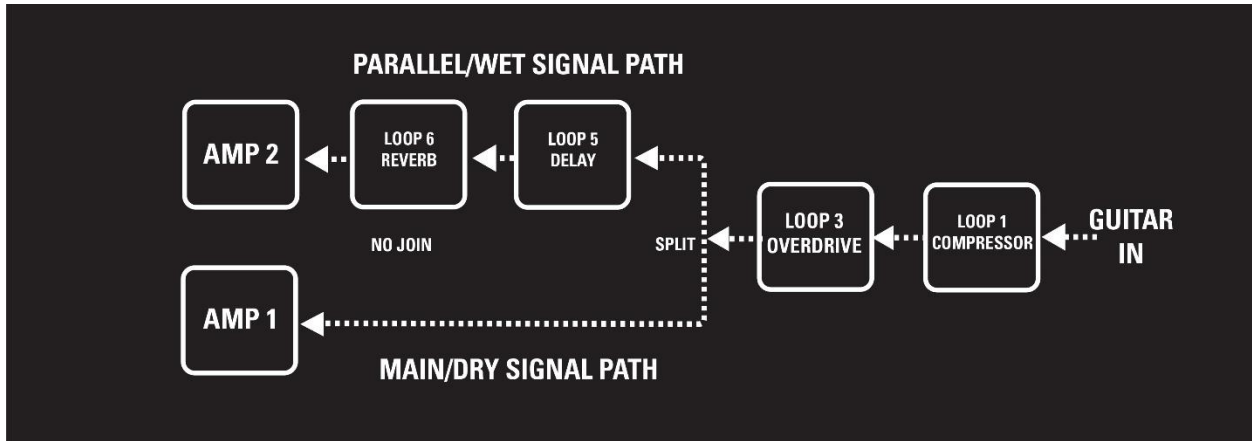 PARALLEL/WET SIGNAL PATH
AMP 2
LOOP 6
REVERB
LOOP 5
DELAY
LOOP 3
OVERDRIVE
LOOP 1
COMPRESSOR
GUITAR
IN
NO JOIN
SPLIT
AMP 1
MAIN/DRY SIGNAL PATH